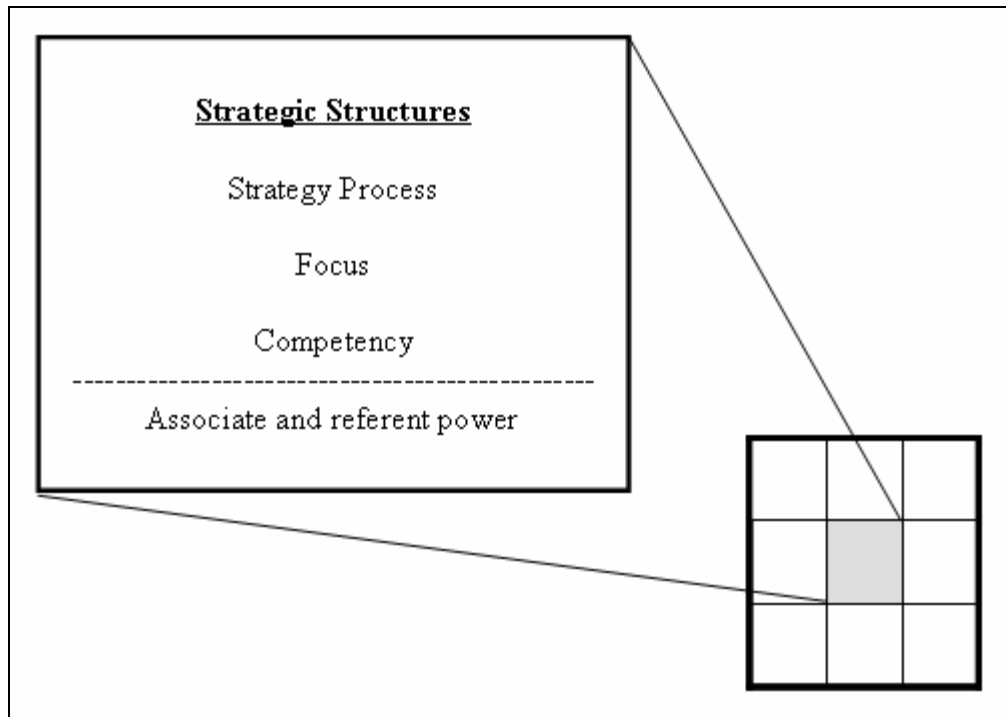 Strategic Structures
Strategy Process
Focus
Competency
Associate and referent power